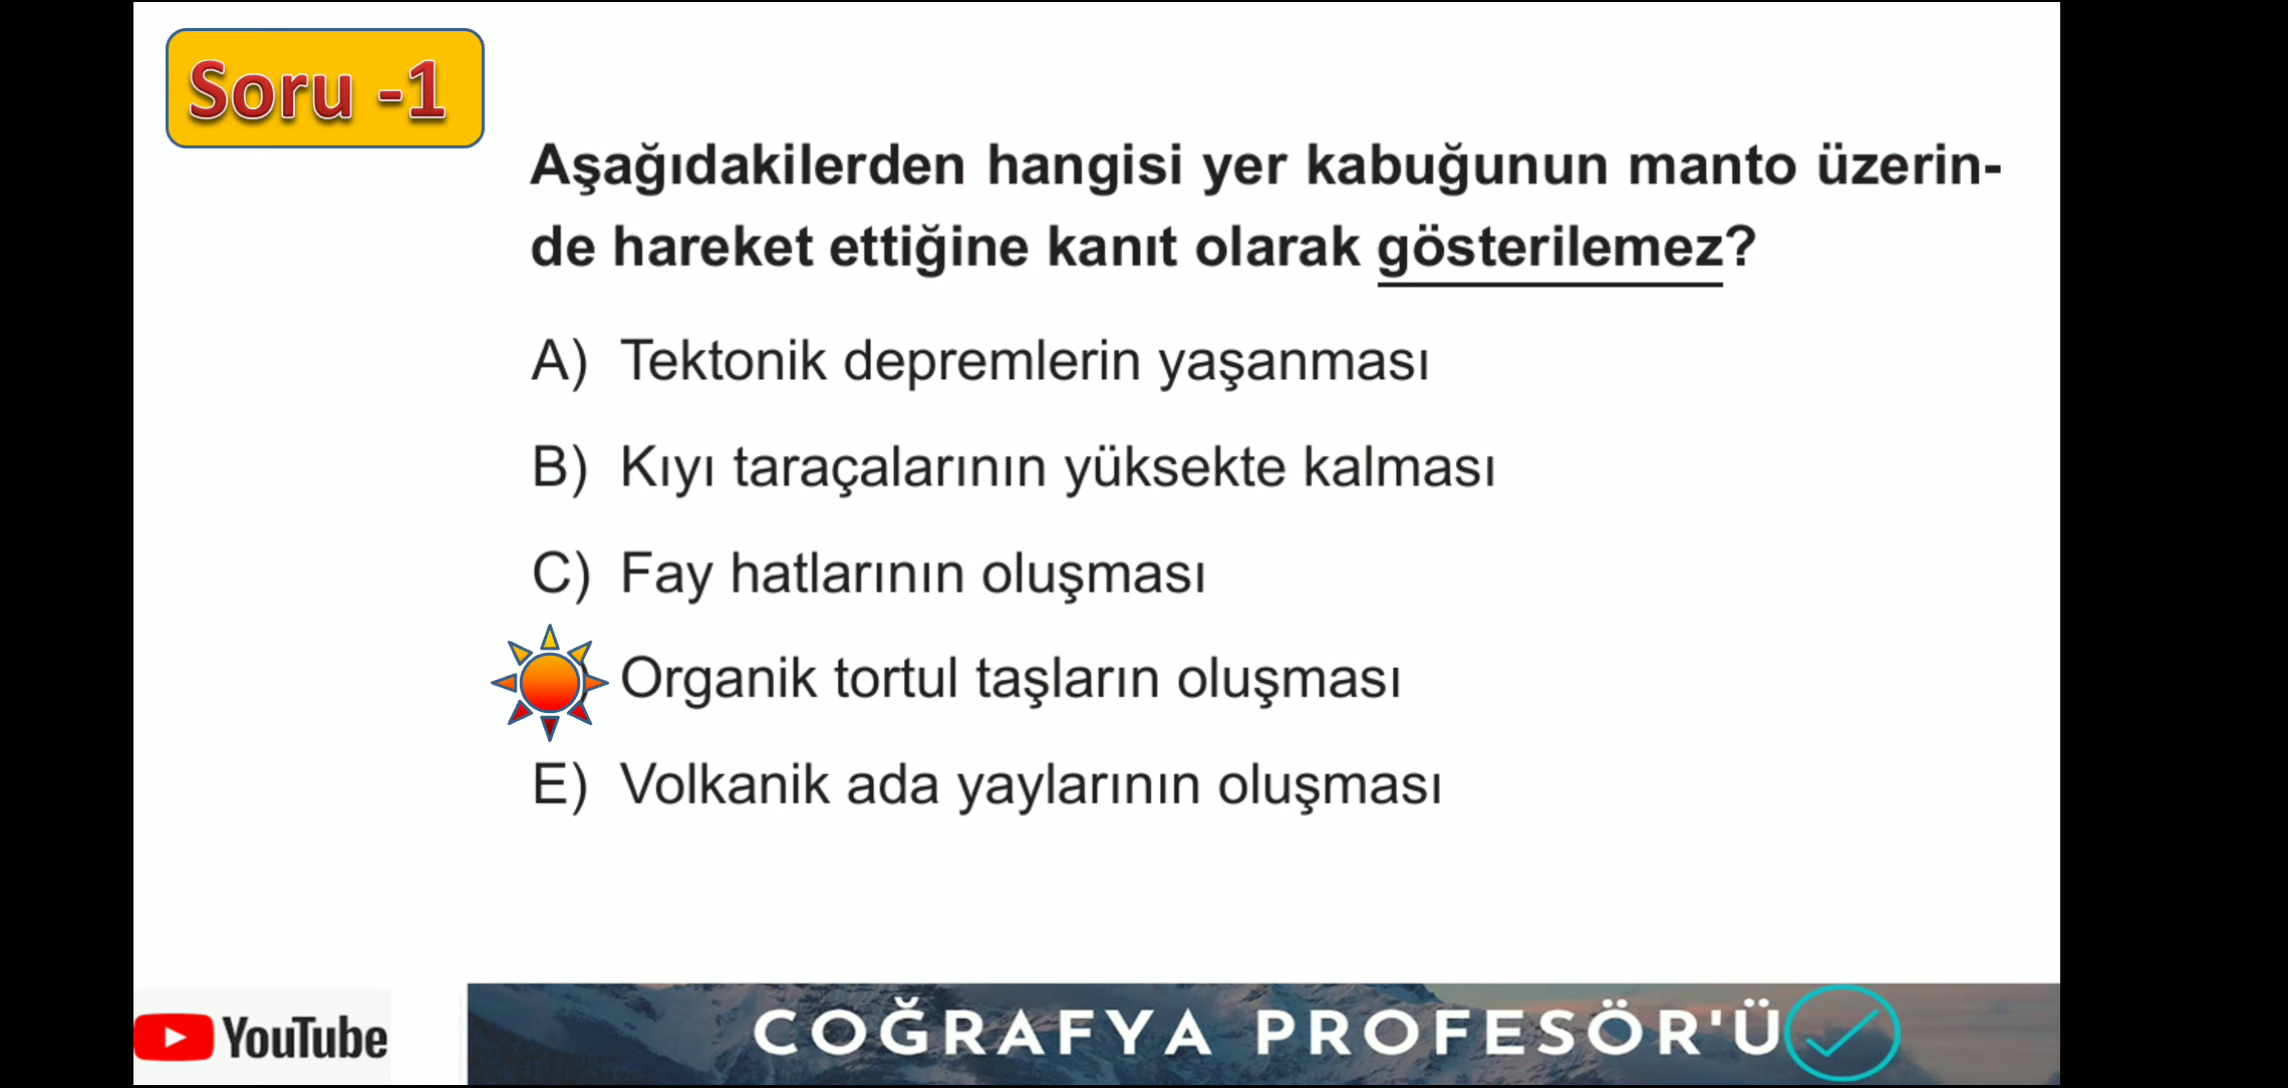 Soru -1
Aşağıdakilerden hangisi yer kabuğunun manto üzerin-
de hareket ettiğine kanıt olarak gösterilemez?
A) Tektonik depremlerin yaşanması
B) Kıyı taraçalarının yüksekte kalması
C) Fay hatlarının oluşması
Organik tortul taşların oluşması
E) Volkanik ada yaylarının oluşması
YouTube
COĞRAFYA PROFESÖR'Ü